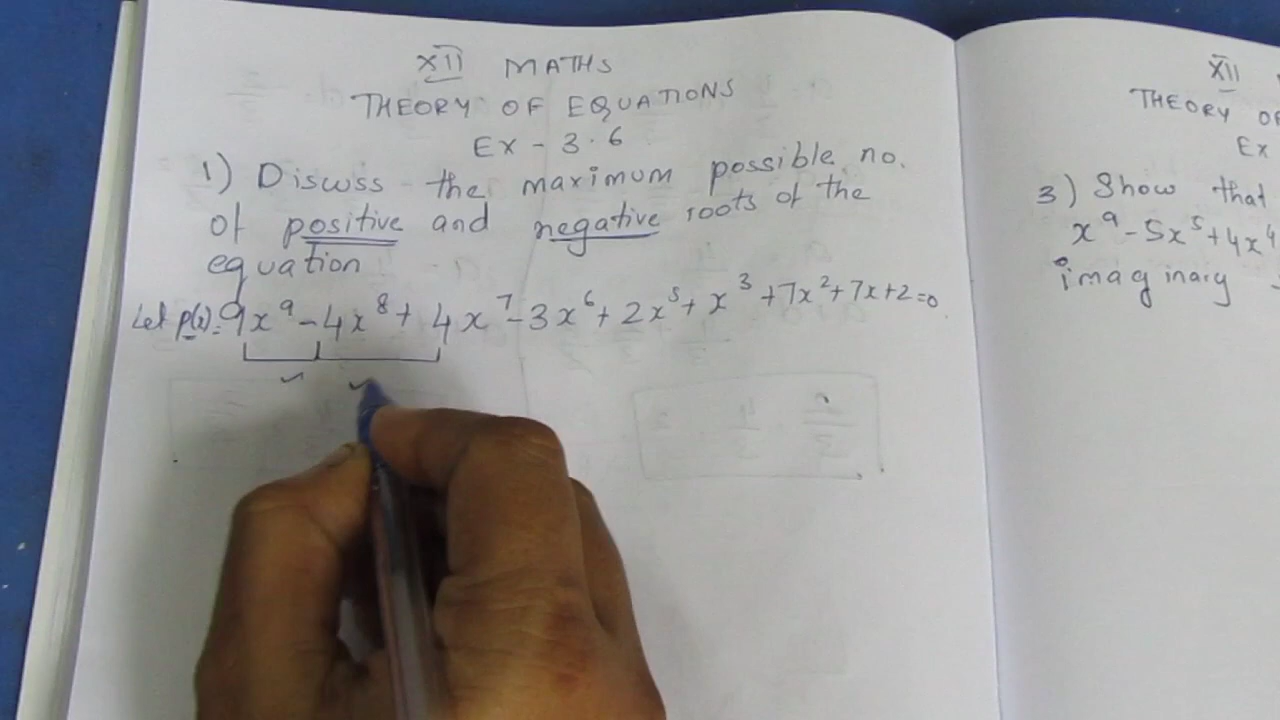 XII MATHS
THEORY OF EQUATIONS
Ex - 3.6
1) Discuss the maximum possible no.
of positive and negative roots of the
equation
Let p(x) = 9x⁹ - 4x⁸ + 4x⁷ - 3x⁶ + 2x⁵ + x³ + 7x² + 7x + 2 = 0
XII
THEORY OF
Ex
3) Show that
x⁹ - 5x⁵ + 4x⁴
imaginary